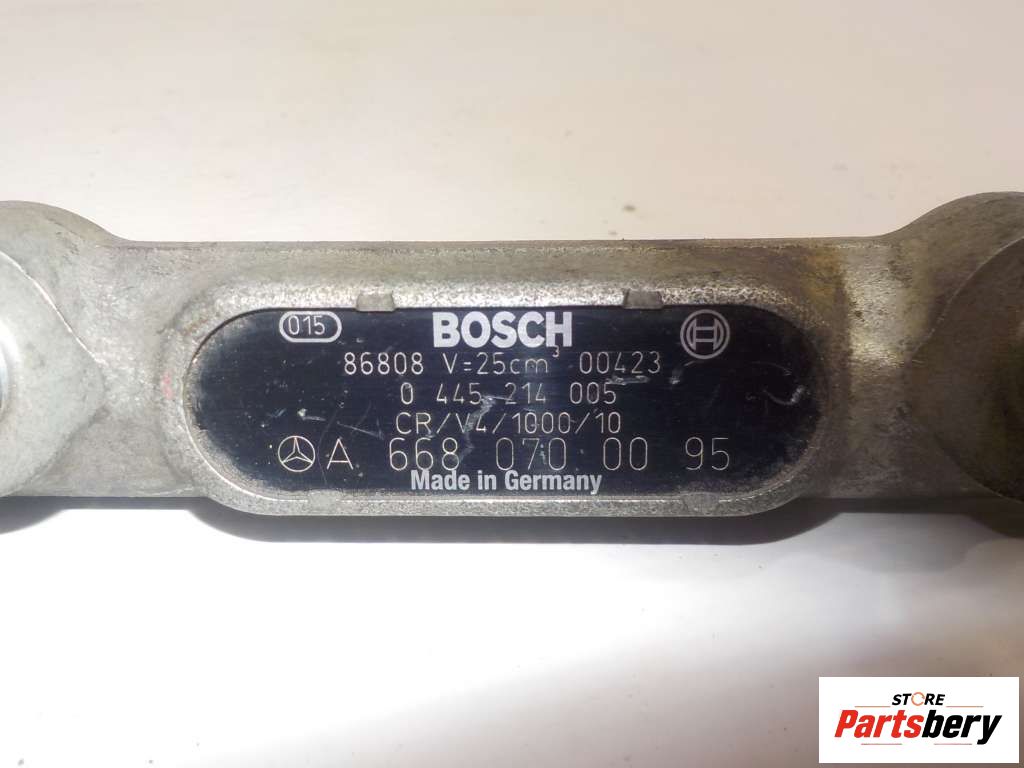 015 BOSCH
86808 V=25cm³ 00423
0 445 214 005
CR/V4/1000/10
A 668 070 00 95
Made in Germany
STORE
Partsbery